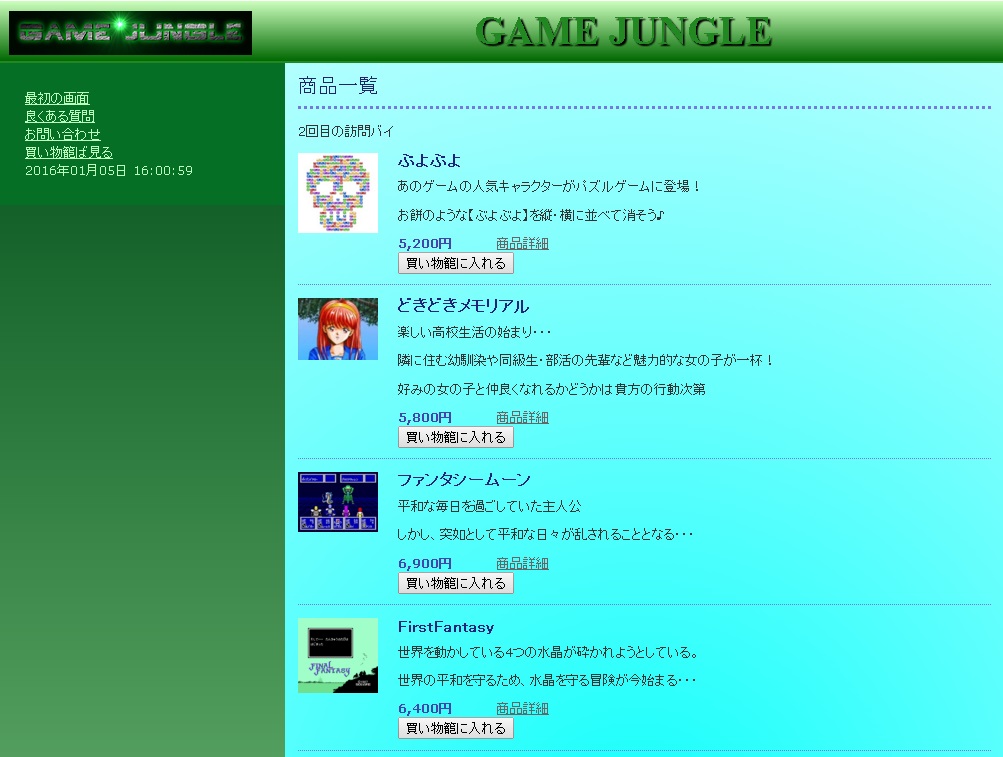 GAME JUNGLE
GAME JUNGLE
最初の画面
良くある質問
お問い合わせ
買い物籠ば見る
2016年01月05日 16:00:59
商品一覧
2回目の訪問バイ
ぷよぷよ
あのゲームの人気キャラクターがパズルゲームに登場！
お餅のような【ぷよぷよ】を縦・横に並べて消そう♪
5,200円 商品詳細
買い物籠に入れる
どきどきメモリアル
楽しい高校生活の始まり・・・
隣に住む幼馴染や同級生・部活の先輩など魅力的な女の子が一杯！
好みの女の子と仲良くなれるかどうかは貴方の行動次第
5,800円 商品詳細
買い物籠に入れる
ファンタシームーン
平和な毎日を過ごしていた主人公
しかし、突如として平和な日々が乱されることとなる・・・
6,900円 商品詳細
買い物籠に入れる
FirstFantasy
世界を動かしている4つの水晶が砕かれようとしている。
世界の平和を守るため、水晶を守る冒険が今始まる・・・
FINAL FANTASY
6,400円 商品詳細
買い物籠に入れる